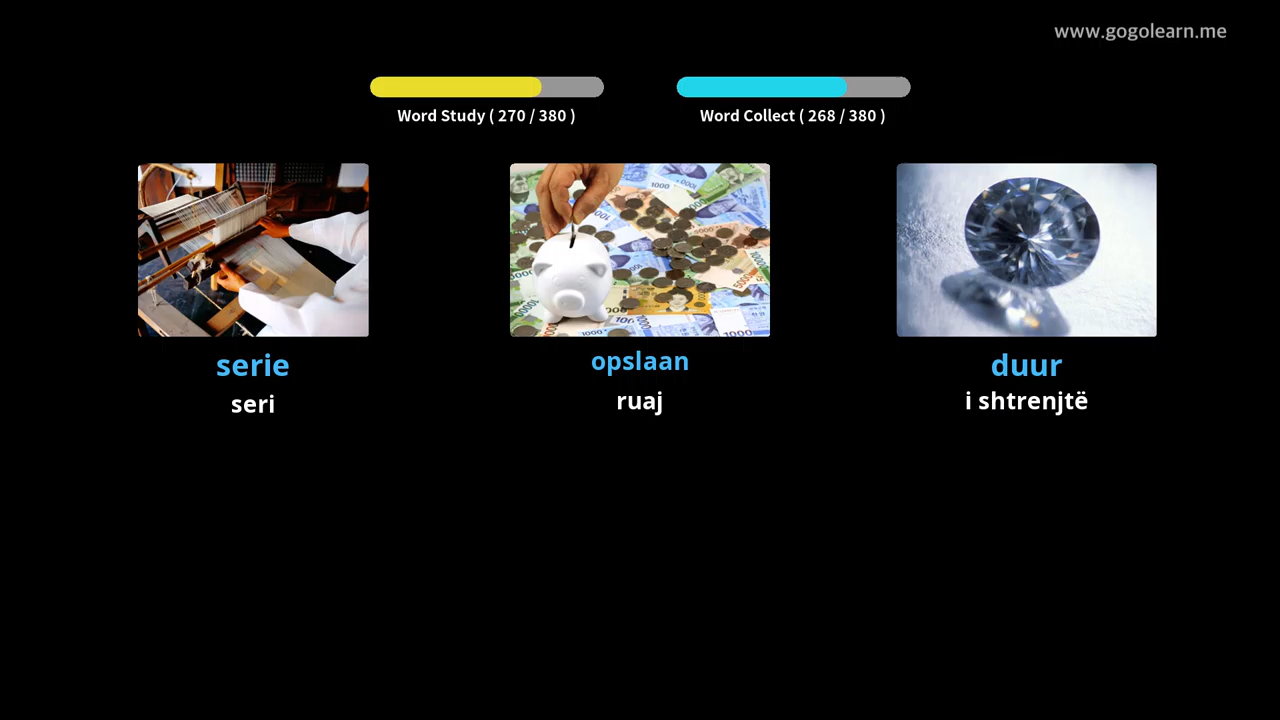 www.gogolearn.me
Word Study ( 270 / 380 )
Word Collect ( 268 / 380 )
serie
seri
opslaan
ruaj
duur
i shtrenjtë